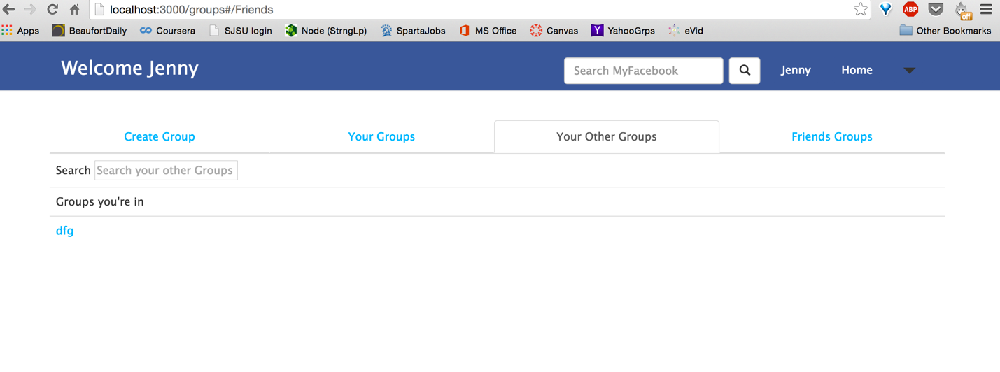 localhost:3000/groups#/Friends
ABP
off
Apps BeaufortDaily Coursera SJSU login Node (StrngLp) SpartaJobs MS Office Canvas Y YahooGrps eVid Other Bookmarks
Welcome Jenny Search MyFacebook Jenny Home
Create Group Your Groups Your Other Groups Friends Groups
Search Search your other Groups
Groups you're in
dfg